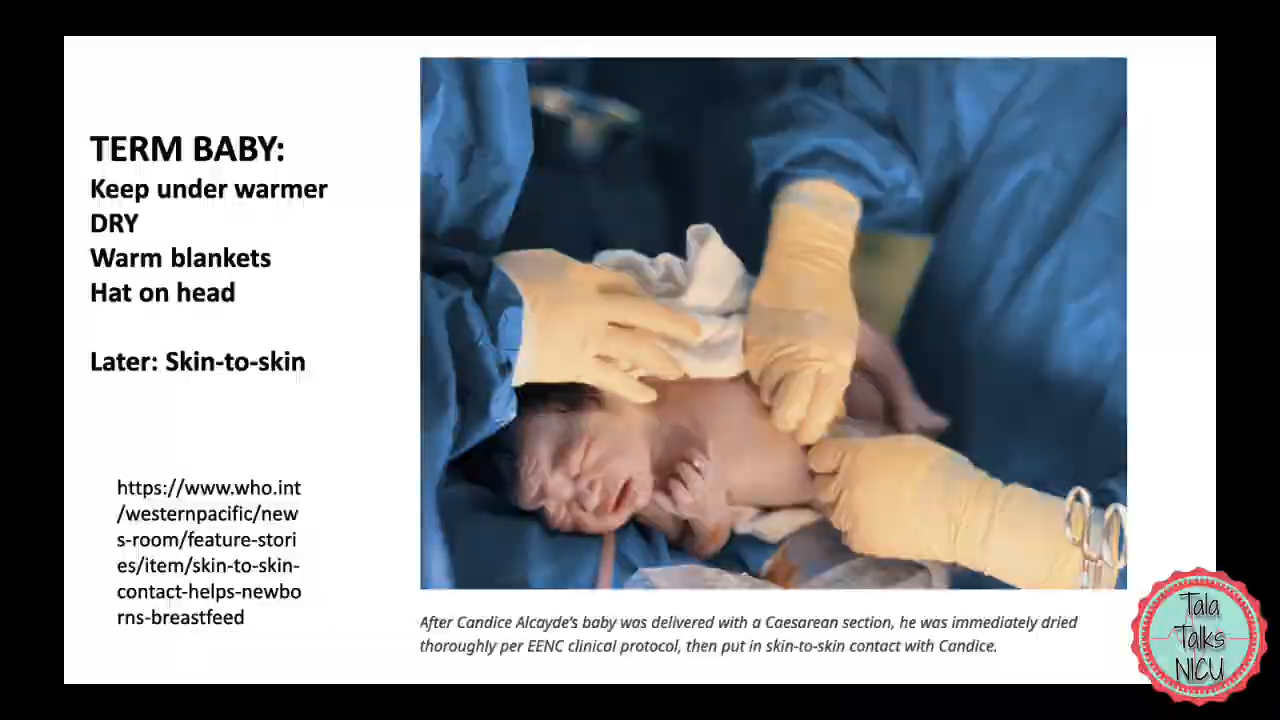 TERM BABY:
Keep under warmer
DRY
Warm blankets
Hat on head
Later: Skin-to-skin
https://www.who.int
/westernpacific/new
s-room/feature-stori
es/item/skin-to-skin-
contact-helps-newbo
rns-breastfeed
After Candice Alcayde's baby was delivered with a Caesarean section, he was immediately dried
thoroughly per EENC clinical protocol, then put in skin-to-skin contact with Candice.
Tala
Talks
NICU